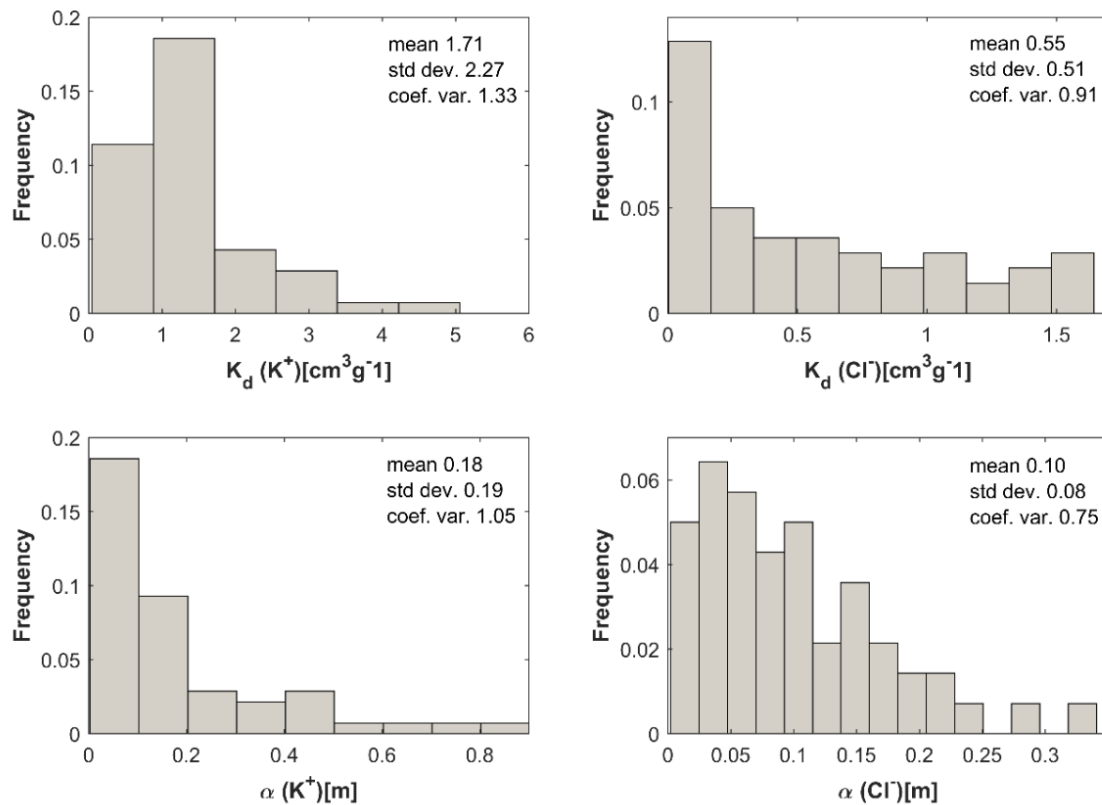 0.2
0.15
0.1
0.05
0
Frequency
mean 1.71
std dev. 2.27
coef. var. 1.33
0 1 2 3 4 5 6
K_d (K^+)[cm^3g^-1]
0.1
0.05
0
Frequency
mean 0.55
std dev. 0.51
coef. var. 0.91
0 0.5 1 1.5
K_d (Cl^-)[cm^3g^-1]
0.2
0.15
0.1
0.05
0
Frequency
mean 0.18
std dev. 0.19
coef. var. 1.05
0 0.2 0.4 0.6 0.8
α (K^+)[m]
0.06
0.04
0.02
0
Frequency
mean 0.10
std dev. 0.08
coef. var. 0.75
0 0.05 0.1 0.15 0.2 0.25 0.3
α (Cl^-)[m]